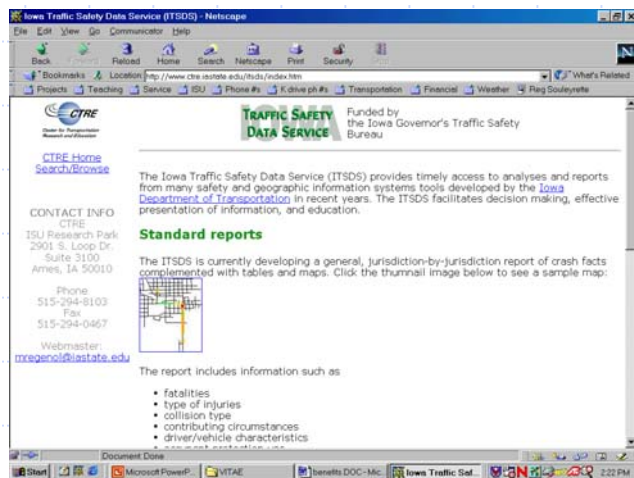 Iowa Traffic Safety Data Service (ITSDS) - Netscape
File Edit View Go Communicator Help
Back Forward Reload Home Search Netscape Print Security Stop
Bookmarks Location: http://www.ctre.iastate.edu/itsds/index.htm What's Related
Projects Teaching Service ISU Phone #s K drive ph #s Transportation Financial Weather Reg Souleyrette
CTRE
Center for Transportation
Research and Education
CTRE Home
Search/Browse
CONTACT INFO
CTRE
ISU Research Park
2901 S. Loop Dr.
Suite 3100
Ames, IA 50010
Phone
515-294-8103
Fax
515-294-0467
Webmaster:
mregenol@iastate.edu
IOWA
TRAFFIC SAFETY
DATA SERVICE
Funded by
the Iowa Governor's Traffic Safety
Bureau
The Iowa Traffic Safety Data Service (ITSDS) provides timely access to analyses and reports
from many safety and geographic information systems tools developed by the Iowa
Department of Transportation in recent years. The ITSDS facilitates decision making, effective
presentation of information, and education.
Standard reports
The ITSDS is currently developing a general, jurisdiction-by-jurisdiction report of crash facts
complemented with tables and maps. Click the thumnail image below to see a sample map:
The report includes information such as
• fatalities
• type of injuries
• collision type
• contributing circumstances
• driver/vehicle characteristics
Document: Done
Start Microsoft PowerP... VITAE benefits DOC - Mic... Iowa Traffic Saf... 2:22 PM